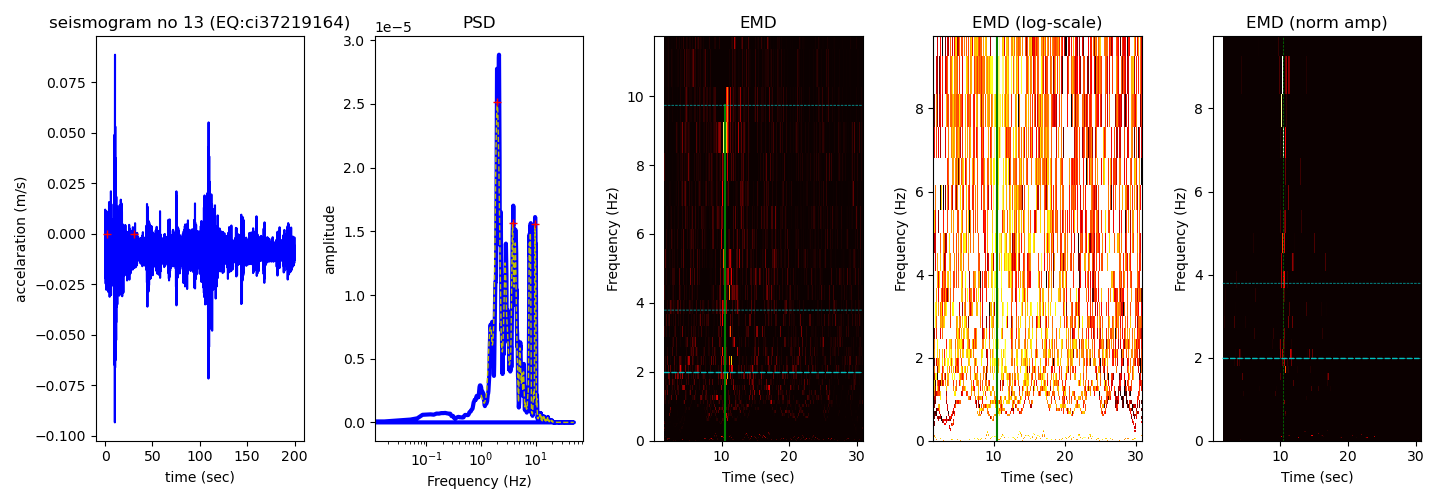 seismogram no 13 (EQ:ci37219164)
accelaration (m/s)
0.075
0.050
0.025
0.000
−0.025
−0.050
−0.075
−0.100
0 50 100 150 200
time (sec)
PSD
1e−5
amplitude
3.0
2.5
2.0
1.5
1.0
0.5
0.0
10⁻¹ 10⁰ 10¹
Frequency (Hz)
EMD
Frequency (Hz)
10
8
6
4
2
0
10 20 30
Time (sec)
EMD (log-scale)
Frequency (Hz)
8
6
4
2
0
10 20 30
Time (sec)
EMD (norm amp)
Frequency (Hz)
8
6
4
2
0
10 20 30
Time (sec)